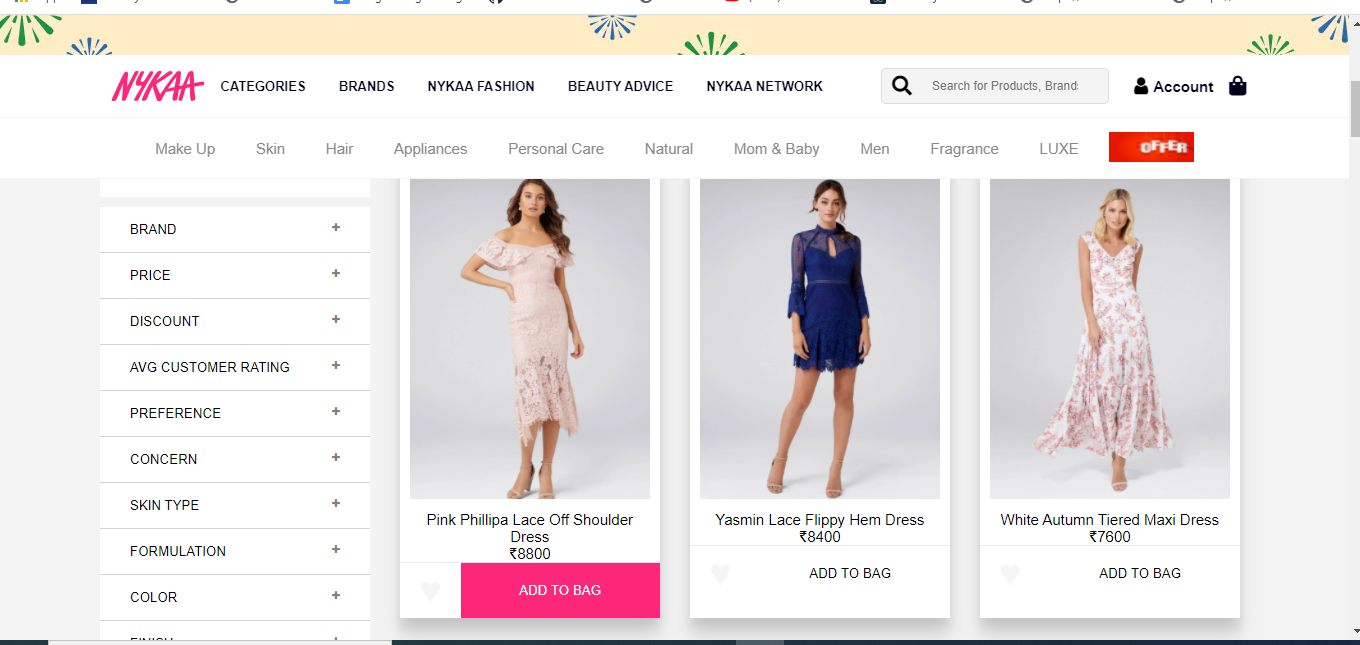 NYKAA
CATEGORIES
BRANDS
NYKAA FASHION
BEAUTY ADVICE
NYKAA NETWORK
Search for Products, Brand
Account
Make Up
Skin
Hair
Appliances
Personal Care
Natural
Mom & Baby
Men
Fragrance
LUXE
OFFER
BRAND +
PRICE +
DISCOUNT +
AVG CUSTOMER RATING +
PREFERENCE +
CONCERN +
SKIN TYPE +
FORMULATION +
COLOR +
Pink Phillipa Lace Off Shoulder
Dress
₹8800
ADD TO BAG
Yasmin Lace Flippy Hem Dress
₹8400
ADD TO BAG
White Autumn Tiered Maxi Dress
₹7600
ADD TO BAG